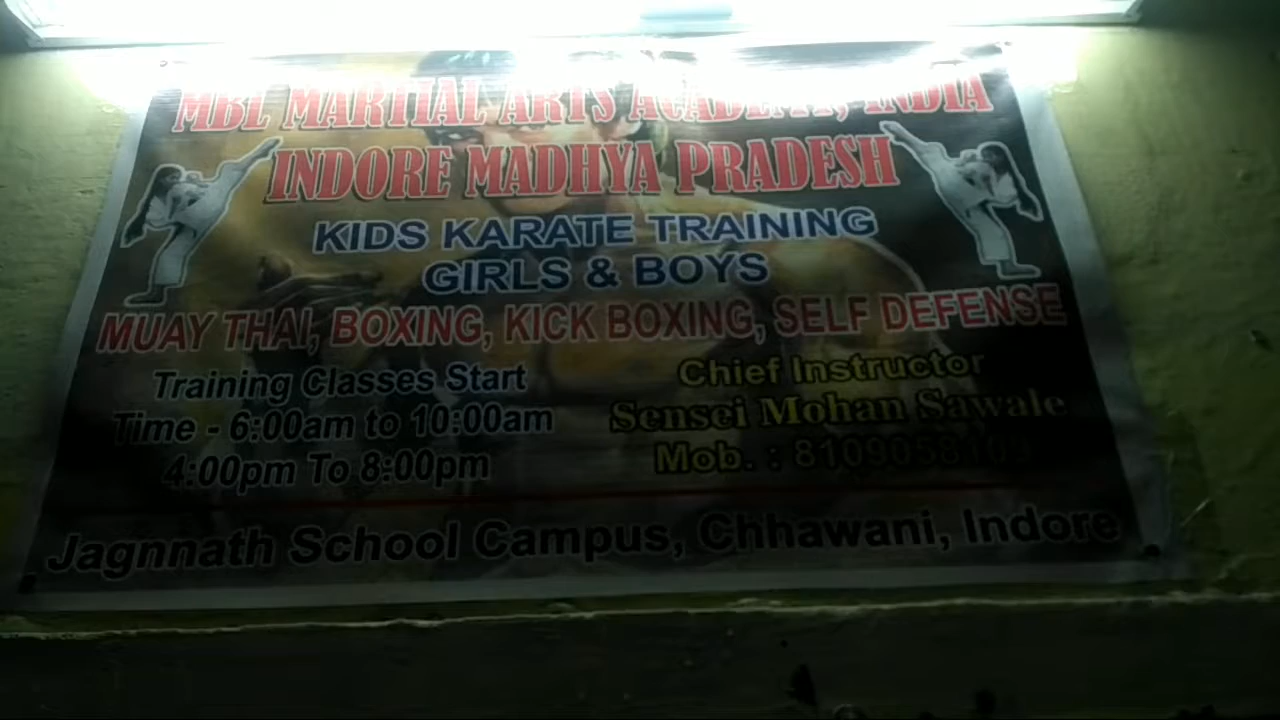 MBL MARTIAL ARTS ACADEMY, INDIA
INDORE MADHYA PRADESH
KIDS KARATE TRAINING
GIRLS & BOYS
MUAY THAI, BOXING, KICK BOXING, SELF DEFENSE
Training Classes Start
Time - 6:00am to 10:00am
4:00pm To 8:00pm
Chief Instructor
Sensei Mohan Sawale
Mob. : 8109058109
Jagnnath School Campus, Chhawani, Indore